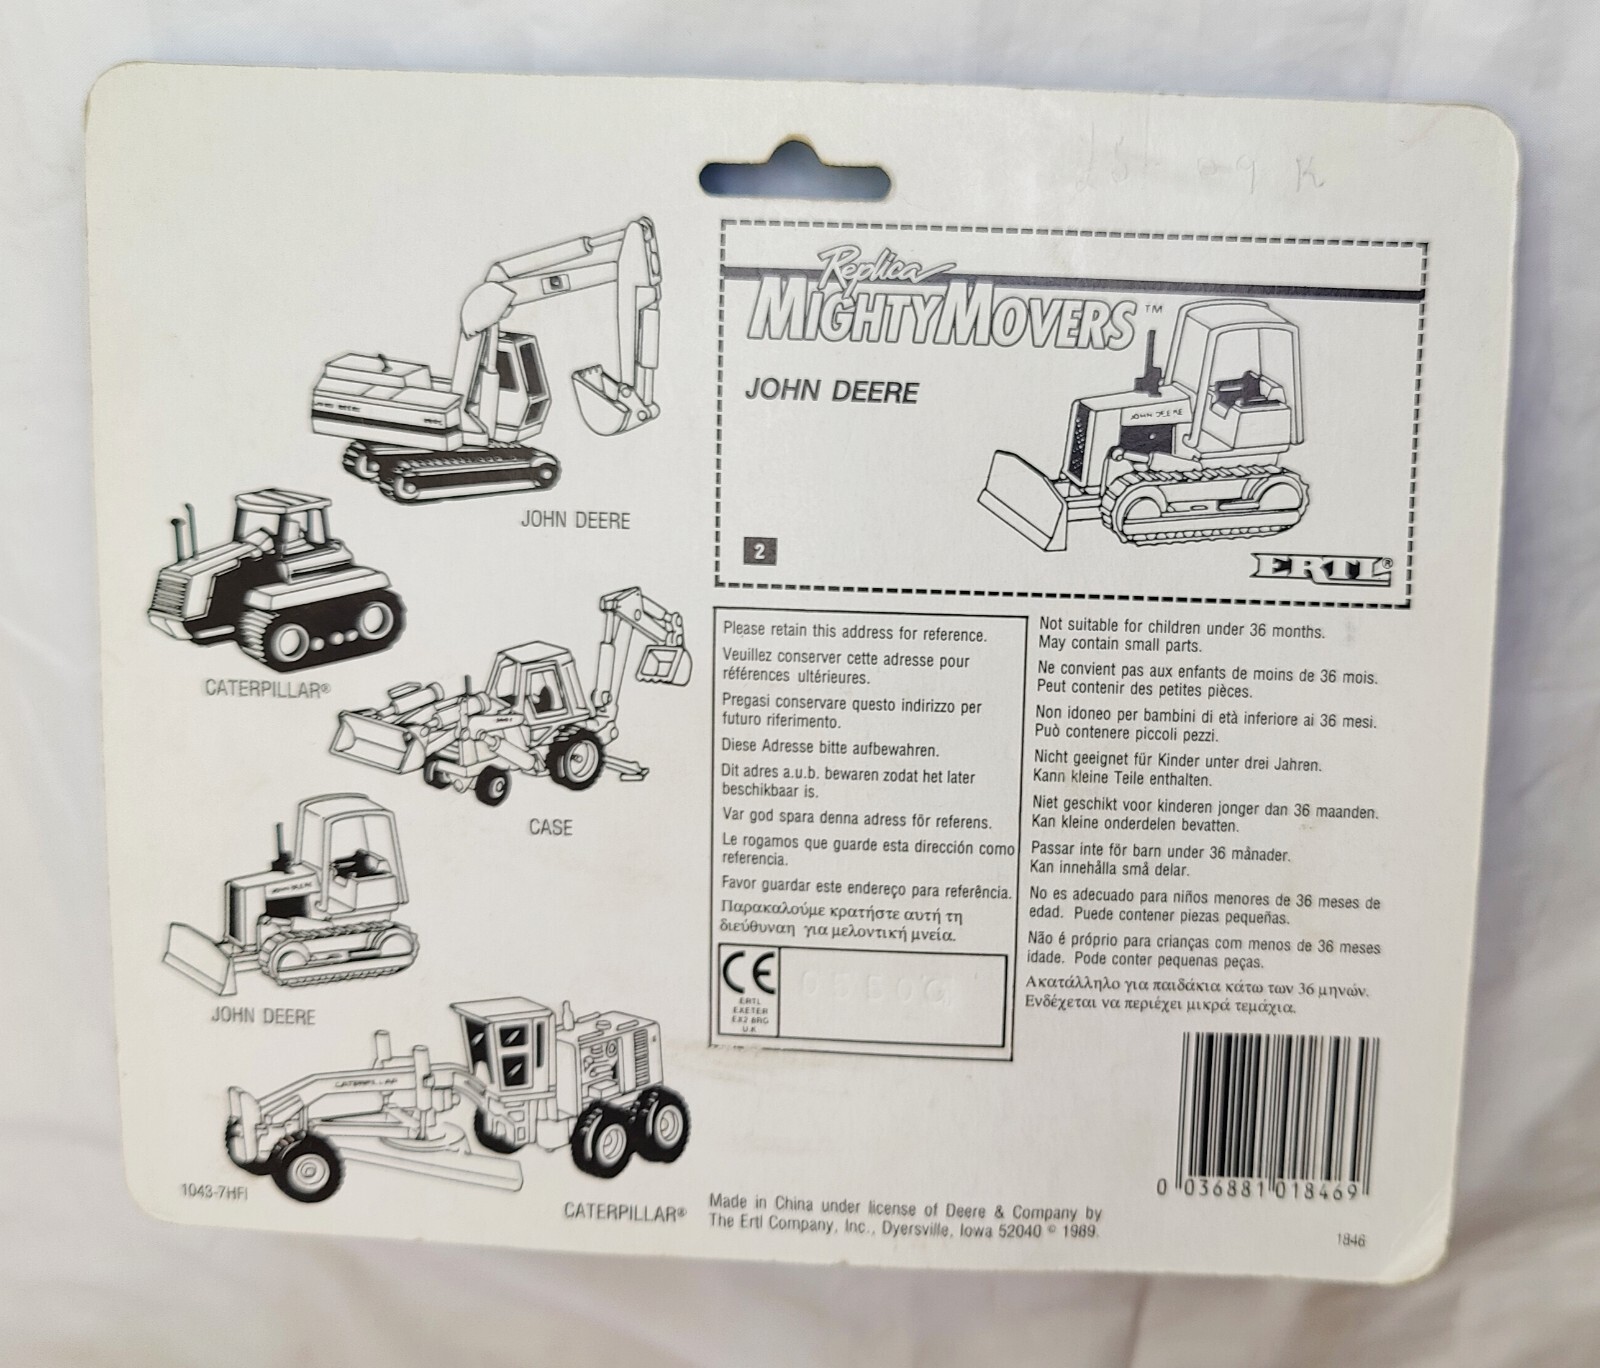 Replica
MIGHTY MOVERS™
JOHN DEERE
JOHN DEERE
2
ERTL®
JOHN DEERE
JOHN DEERE
CATERPILLAR®
CASE
JOHN DEERE
JOHN DEERE
CATERPILLAR
CATERPILLAR®
1043-7HFI
Please retain this address for reference.
Veuillez conserver cette adresse pour
références ultérieures.
Pregasi conservare questo indirizzo per
futuro riferimento.
Diese Adresse bitte aufbewahren.
Dit adres a.u.b. bewaren zodat het later
beschikbaar is.
Var god spara denna adress för referens.
Le rogamos que guarde esta dirección como
referencia.
Favor guardar este endereço para referência.
Παρακαλούμε κρατήστε αυτή τη
διεύθυναη για μελοντική μνεία.
CE
ERTL
EXETER
EX2 8RG
U.K.
Not suitable for children under 36 months.
May contain small parts.
Ne convient pas aux enfants de moins de 36 mois.
Peut contenir des petites pièces.
Non idoneo per bambini di età inferiore ai 36 mesi.
Può contenere piccoli pezzi.
Nicht geeignet für Kinder unter drei Jahren.
Kann kleine Teile enthalten.
Niet geschikt voor kinderen jonger dan 36 maanden.
Kan kleine onderdelen bevatten.
Passar inte för barn under 36 månader.
Kan innehålla små delar.
No es adecuado para niños menores de 36 meses de
edad. Puede contener piezas pequeñas.
Não é próprio para crianças com menos de 36 meses
idade. Pode conter pequenas peças.
Ακατάλληλο για παιδάκια κάτω των 36 μηνών.
Ενδέχεται να περιέχει μικρά τεμάχια.
0 036881 018469
Made in China under license of Deere & Company by
The Ertl Company, Inc., Dyersville, Iowa 52040 © 1989.
1846